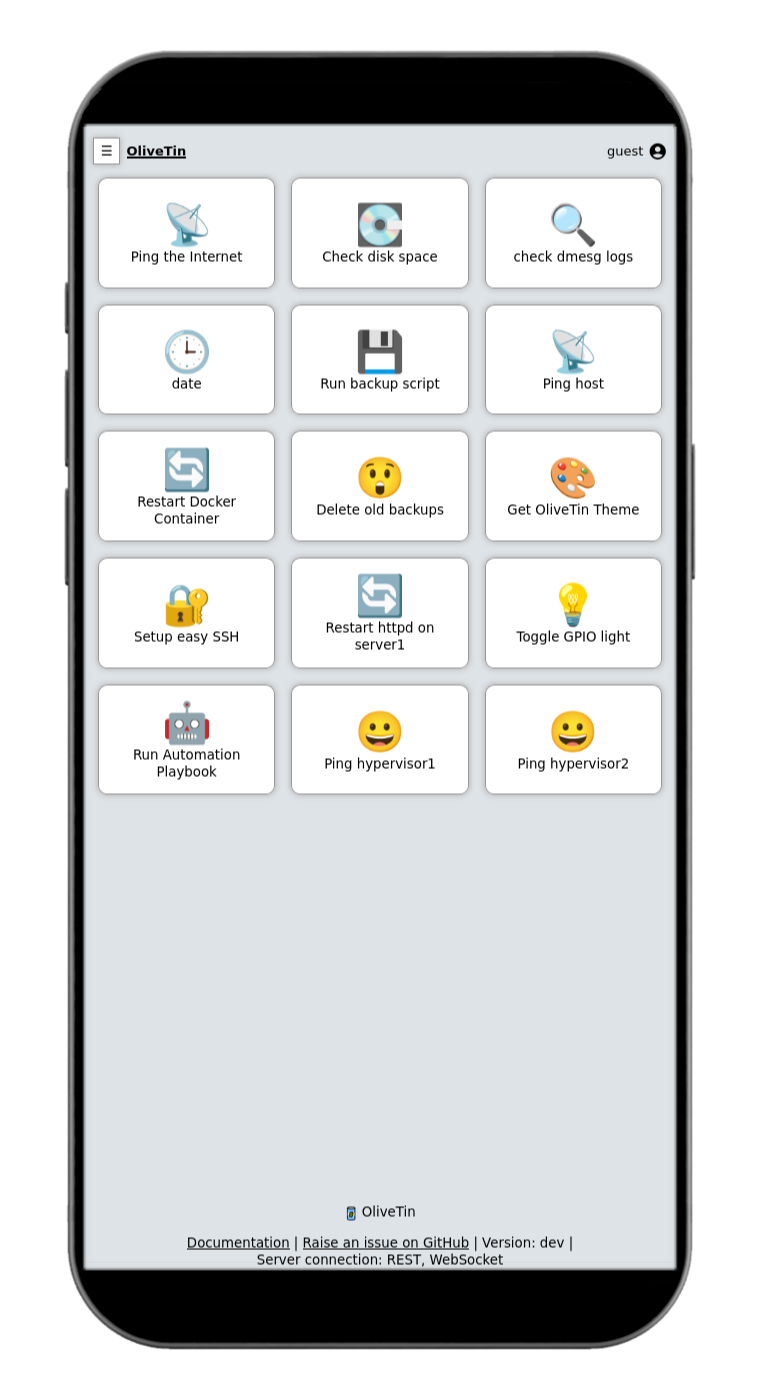 ☰ OliveTin guest
Ping the Internet
Check disk space
check dmesg logs
date
Run backup script
Ping host
Restart Docker
Container
Delete old backups
Get OliveTin Theme
Setup easy SSH
Restart httpd on
server1
Toggle GPIO light
Run Automation
Playbook
Ping hypervisor1
Ping hypervisor2
OliveTin
Documentation | Raise an issue on GitHub | Version: dev |
Server connection: REST, WebSocket